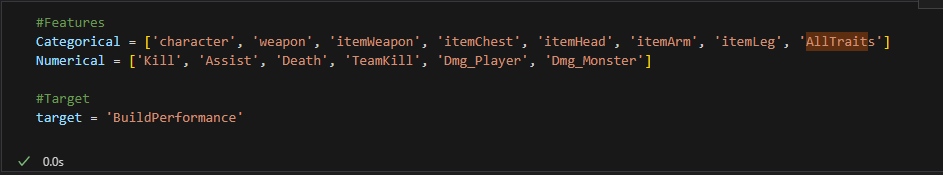 #Features
Categorical = ['character', 'weapon', 'itemWeapon', 'itemChest', 'itemHead', 'itemArm', 'itemLeg', 'AllTraits']
Numerical = ['Kill', 'Assist', 'Death', 'TeamKill', 'Dmg_Player', 'Dmg_Monster']
#Target
target = 'BuildPerformance'
0.0s